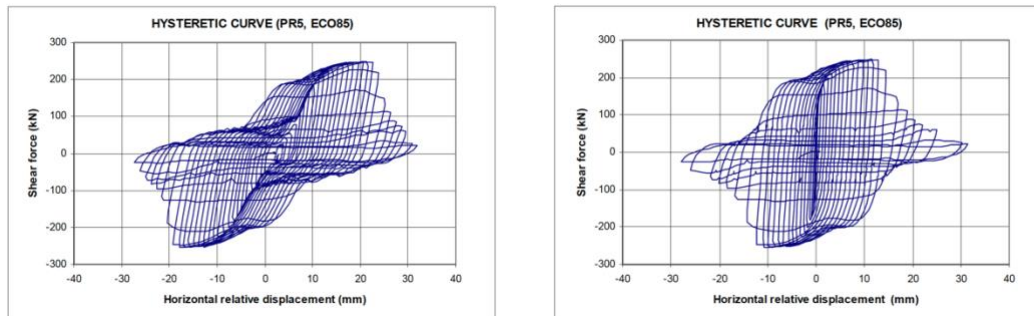 HYSTERETIC CURVE (PR5, ECO85)
300
200
100
0
-100
-200
-300
-40 -30 -20 -10 0 10 20 30 40
Shear force (kN)
Horizontal relative displacement (mm)
HYSTERETIC CURVE (PR5, ECO85)
300
200
100
0
-100
-200
-300
-40 -30 -20 -10 0 10 20 30 40
Shear force (kN)
Horizontal relative displacement (mm)